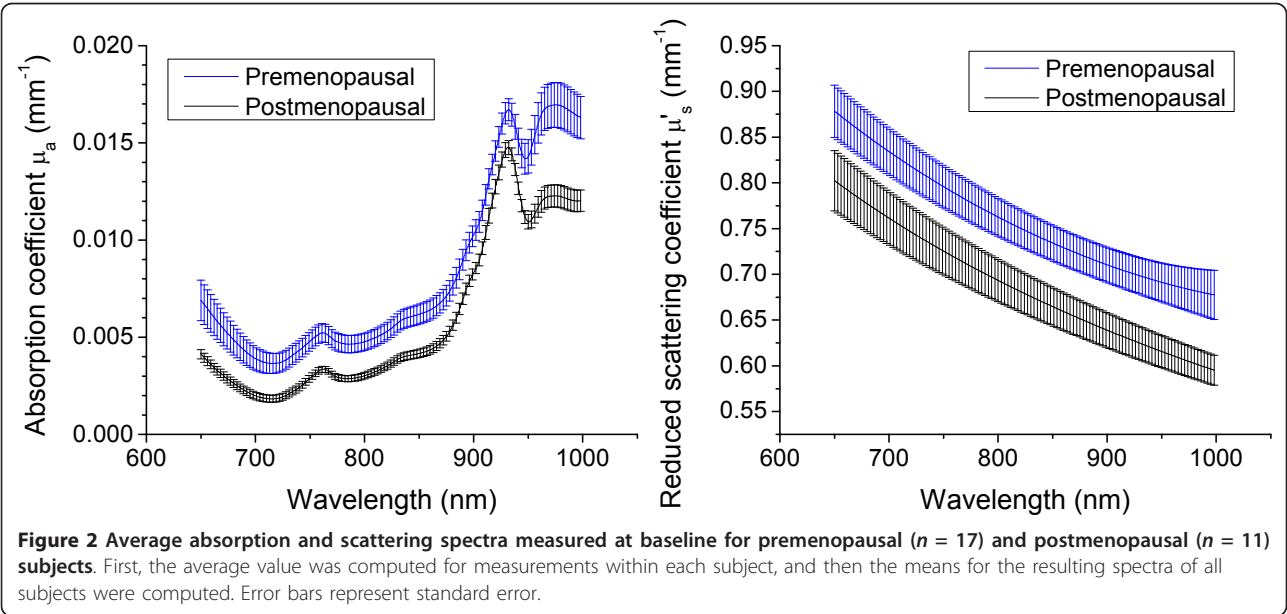 0.020
0.015
0.010
0.005
0.000
Absorption coefficient μa (mm-1)
Premenopausal
Postmenopausal
600 700 800 900 1000
Wavelength (nm)
0.95
0.90
0.85
0.80
0.75
0.70
0.65
0.60
0.55
Reduced scattering coefficient μ's (mm-1)
Premenopausal
Postmenopausal
600 700 800 900 1000
Wavelength (nm)
Figure 2 Average absorption and scattering spectra measured at baseline for premenopausal (n = 17) and postmenopausal (n = 11)
subjects. First, the average value was computed for measurements within each subject, and then the means for the resulting spectra of all
subjects were computed. Error bars represent standard error.